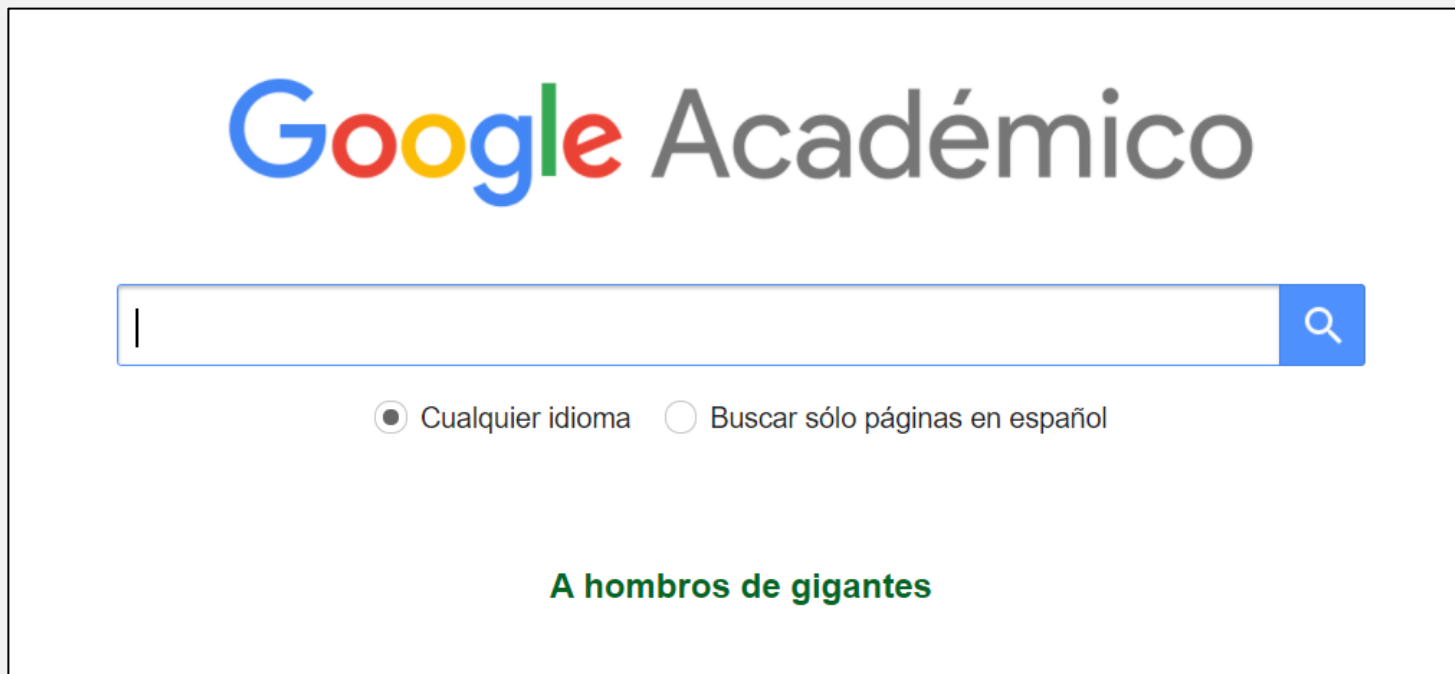 Google Académico
Cualquier idioma Buscar sólo páginas en español
A hombros de gigantes